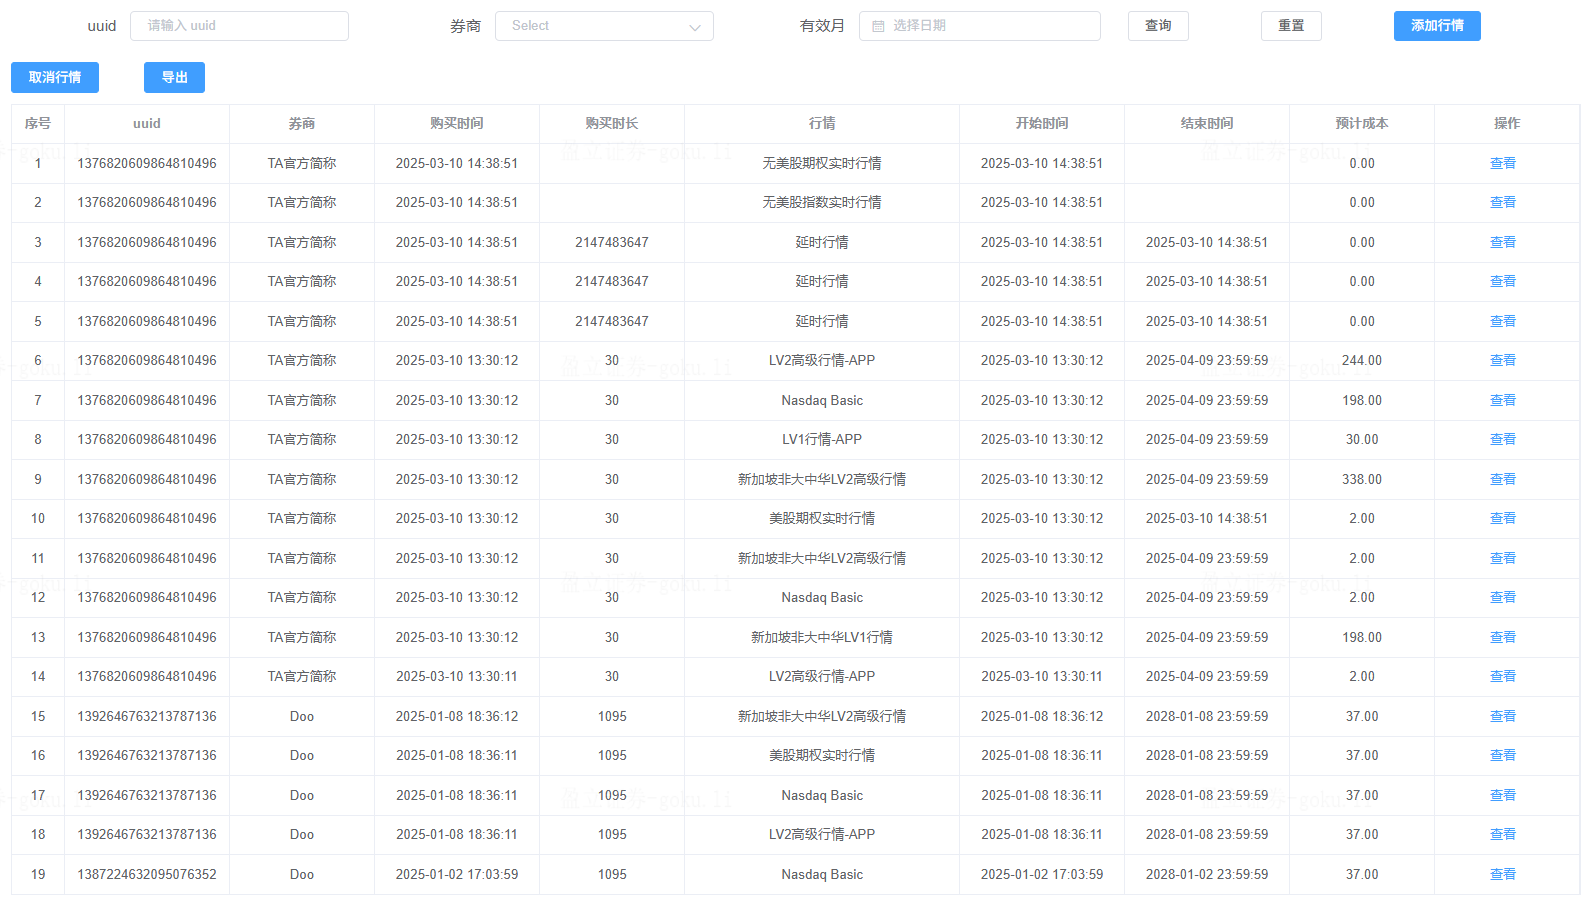 uuid 请输入 uuid 券商 Select 有效月 选择日期 查询 重置 添加行情
取消行情 导出
序号 uuid 券商 购买时间 购买时长 行情 开始时间 结束时间 预计成本 操作
1 1376820609864810496 TA官方简称 2025-03-10 14:38:51 无美股期权实时行情 2025-03-10 14:38:51 0.00 查看
2 1376820609864810496 TA官方简称 2025-03-10 14:38:51 无美股指数实时行情 2025-03-10 14:38:51 0.00 查看
3 1376820609864810496 TA官方简称 2025-03-10 14:38:51 2147483647 延时行情 2025-03-10 14:38:51 2025-03-10 14:38:51 0.00 查看
4 1376820609864810496 TA官方简称 2025-03-10 14:38:51 2147483647 延时行情 2025-03-10 14:38:51 2025-03-10 14:38:51 0.00 查看
5 1376820609864810496 TA官方简称 2025-03-10 14:38:51 2147483647 延时行情 2025-03-10 14:38:51 2025-03-10 14:38:51 0.00 查看
6 1376820609864810496 TA官方简称 2025-03-10 13:30:12 30 LV2高级行情-APP 2025-03-10 13:30:12 2025-04-09 23:59:59 244.00 查看
7 1376820609864810496 TA官方简称 2025-03-10 13:30:12 30 Nasdaq Basic 2025-03-10 13:30:12 2025-04-09 23:59:59 198.00 查看
8 1376820609864810496 TA官方简称 2025-03-10 13:30:12 30 LV1行情-APP 2025-03-10 13:30:12 2025-04-09 23:59:59 30.00 查看
9 1376820609864810496 TA官方简称 2025-03-10 13:30:12 30 新加坡非大中华LV2高级行情 2025-03-10 13:30:12 2025-04-09 23:59:59 338.00 查看
10 1376820609864810496 TA官方简称 2025-03-10 13:30:12 30 美股期权实时行情 2025-03-10 13:30:12 2025-03-10 14:38:51 2.00 查看
11 1376820609864810496 TA官方简称 2025-03-10 13:30:12 30 新加坡非大中华LV2高级行情 2025-03-10 13:30:12 2025-04-09 23:59:59 2.00 查看
12 1376820609864810496 TA官方简称 2025-03-10 13:30:12 30 Nasdaq Basic 2025-03-10 13:30:12 2025-04-09 23:59:59 2.00 查看
13 1376820609864810496 TA官方简称 2025-03-10 13:30:12 30 新加坡非大中华LV1行情 2025-03-10 13:30:12 2025-04-09 23:59:59 198.00 查看
14 1376820609864810496 TA官方简称 2025-03-10 13:30:11 30 LV2高级行情-APP 2025-03-10 13:30:11 2025-04-09 23:59:59 2.00 查看
15 1392646763213787136 Doo 2025-01-08 18:36:12 1095 新加坡非大中华LV2高级行情 2025-01-08 18:36:12 2028-01-08 23:59:59 37.00 查看
16 1392646763213787136 Doo 2025-01-08 18:36:11 1095 美股期权实时行情 2025-01-08 18:36:11 2028-01-08 23:59:59 37.00 查看
17 1392646763213787136 Doo 2025-01-08 18:36:11 1095 Nasdaq Basic 2025-01-08 18:36:11 2028-01-08 23:59:59 37.00 查看
18 1392646763213787136 Doo 2025-01-08 18:36:11 1095 LV2高级行情-APP 2025-01-08 18:36:11 2028-01-08 23:59:59 37.00 查看
19 1387224632095076352 Doo 2025-01-02 17:03:59 1095 Nasdaq Basic 2025-01-02 17:03:59 2028-01-02 23:59:59 37.00 查看